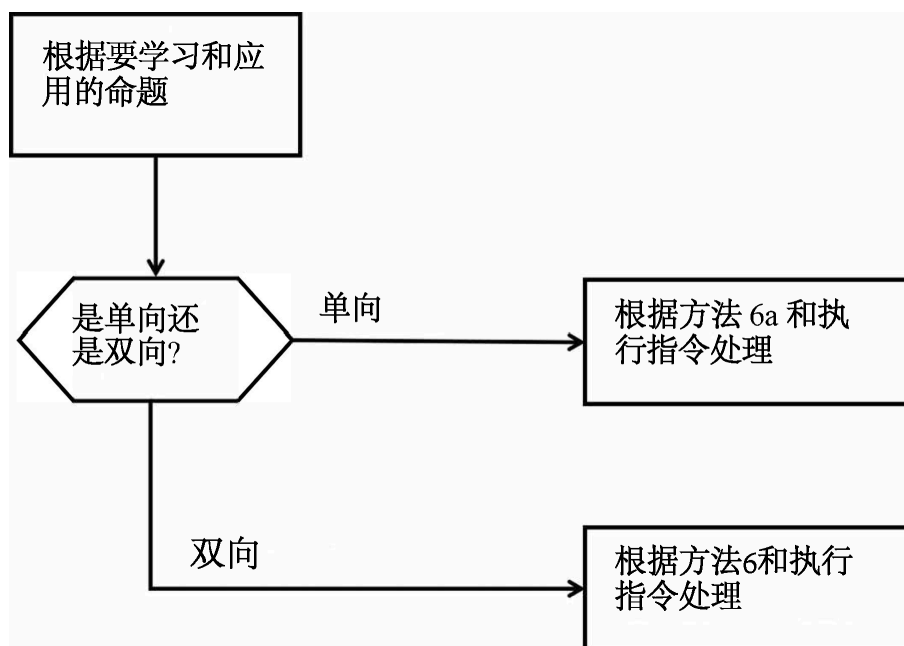 根据要学习和应
用的命题
是单向还
是双向?
单向
根据方法 6a 和执
行指令处理
双向
根据方法6和执行
指令处理